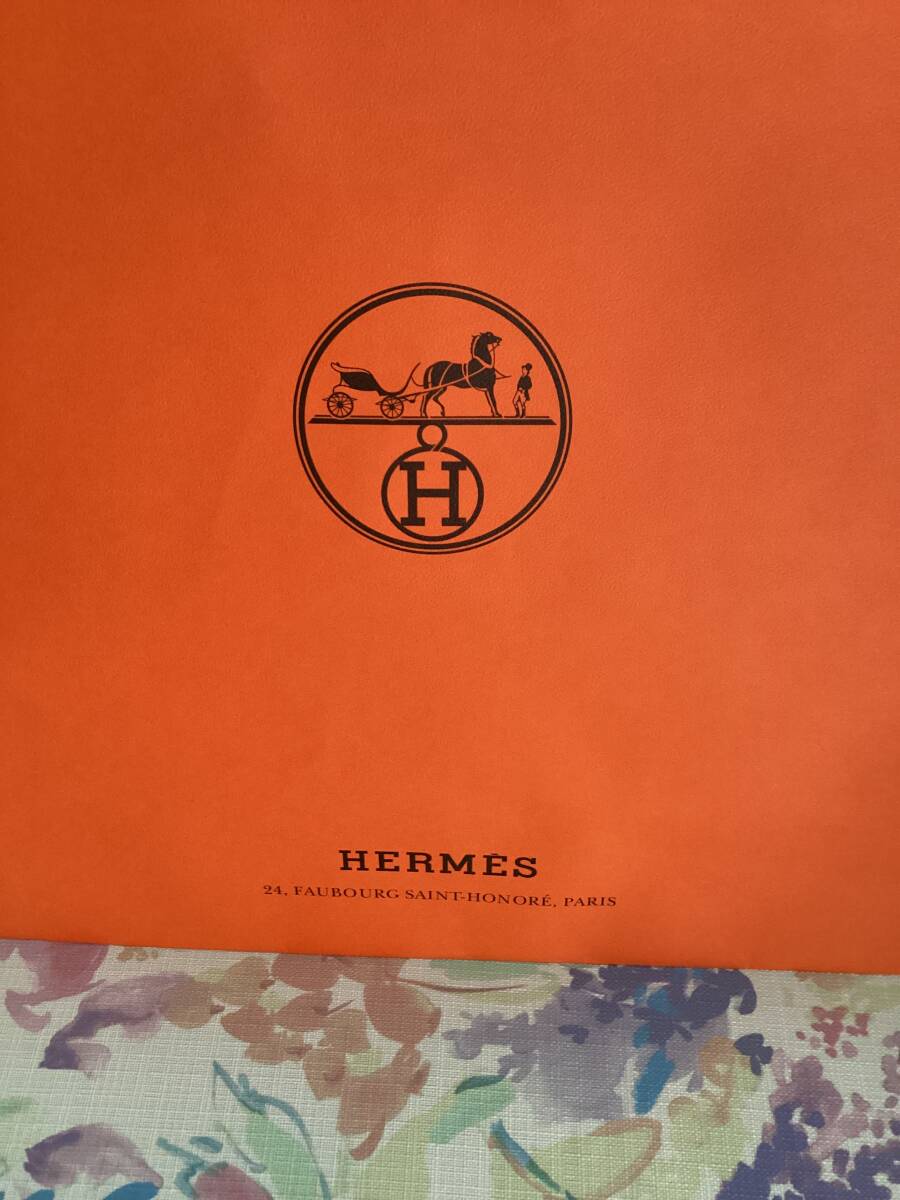 H
HERMÈS
24, FAUBOURG SAINT-HONORÉ, PARIS